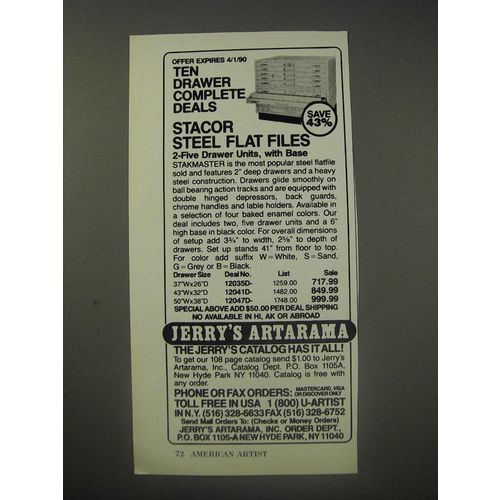 OFFER EXPIRES 4/1/90
TEN
DRAWER
COMPLETE
DEALS
SAVE
43%
STACOR
STEEL FLAT FILES
2-Five Drawer Units, with Base
STAKMASTER is the most popular steel flatfile
sold and features 2" deep drawers and a heavy
steel construction. Drawers glide smoothly on
ball bearing action tracks and are equipped with
double hinged depressors, back guards,
chrome handles and lable holders. Available in
a selection of four baked enamel colors. Our
deal includes two, five drawer units and a 6"
high base in black color. For overall dimensions
of setup add 3¾" to width, 2⅝" to depth of
drawers. Set up stands 41" from floor to top.
For color add suffix W=White, S=Sand,
G=Grey or B=Black.
Drawer Size Deal No. List Sale
37"Wx26"D 12035D- 1259.00 717.99
43"Wx32"D 12041D- 1482.00 849.99
50"Wx38"D 12047D- 1748.00 999.99
SPECIAL ABOVE ADD $50.00 PER DEAL SHIPPING
NO AVAILABLE IN HI, AK OR ABROAD
JERRY'S ARTARAMA
THE JERRY'S CATALOG HAS IT ALL!
To get our 108 page catalog send $1.00 to Jerry's
Artarama, Inc., Catalog Dept. P.O. Box 1105A,
New Hyde Park NY 11040. Catalog is free with
any order.
PHONE OR FAX ORDERS: MASTERCARD, VISA
OR DISCOVER ONLY
TOLL FREE IN USA 1 (800) U-ARTIST
IN N.Y. (516) 328-6633 FAX (516) 328-6752
Send Mail Orders To: (Checks or Money Orders)
JERRY'S ARTARAMA, INC. ORDER DEPT.,
P.O. BOX 1105-A NEW HYDE PARK, NY 11040
72 AMERICAN ARTIST